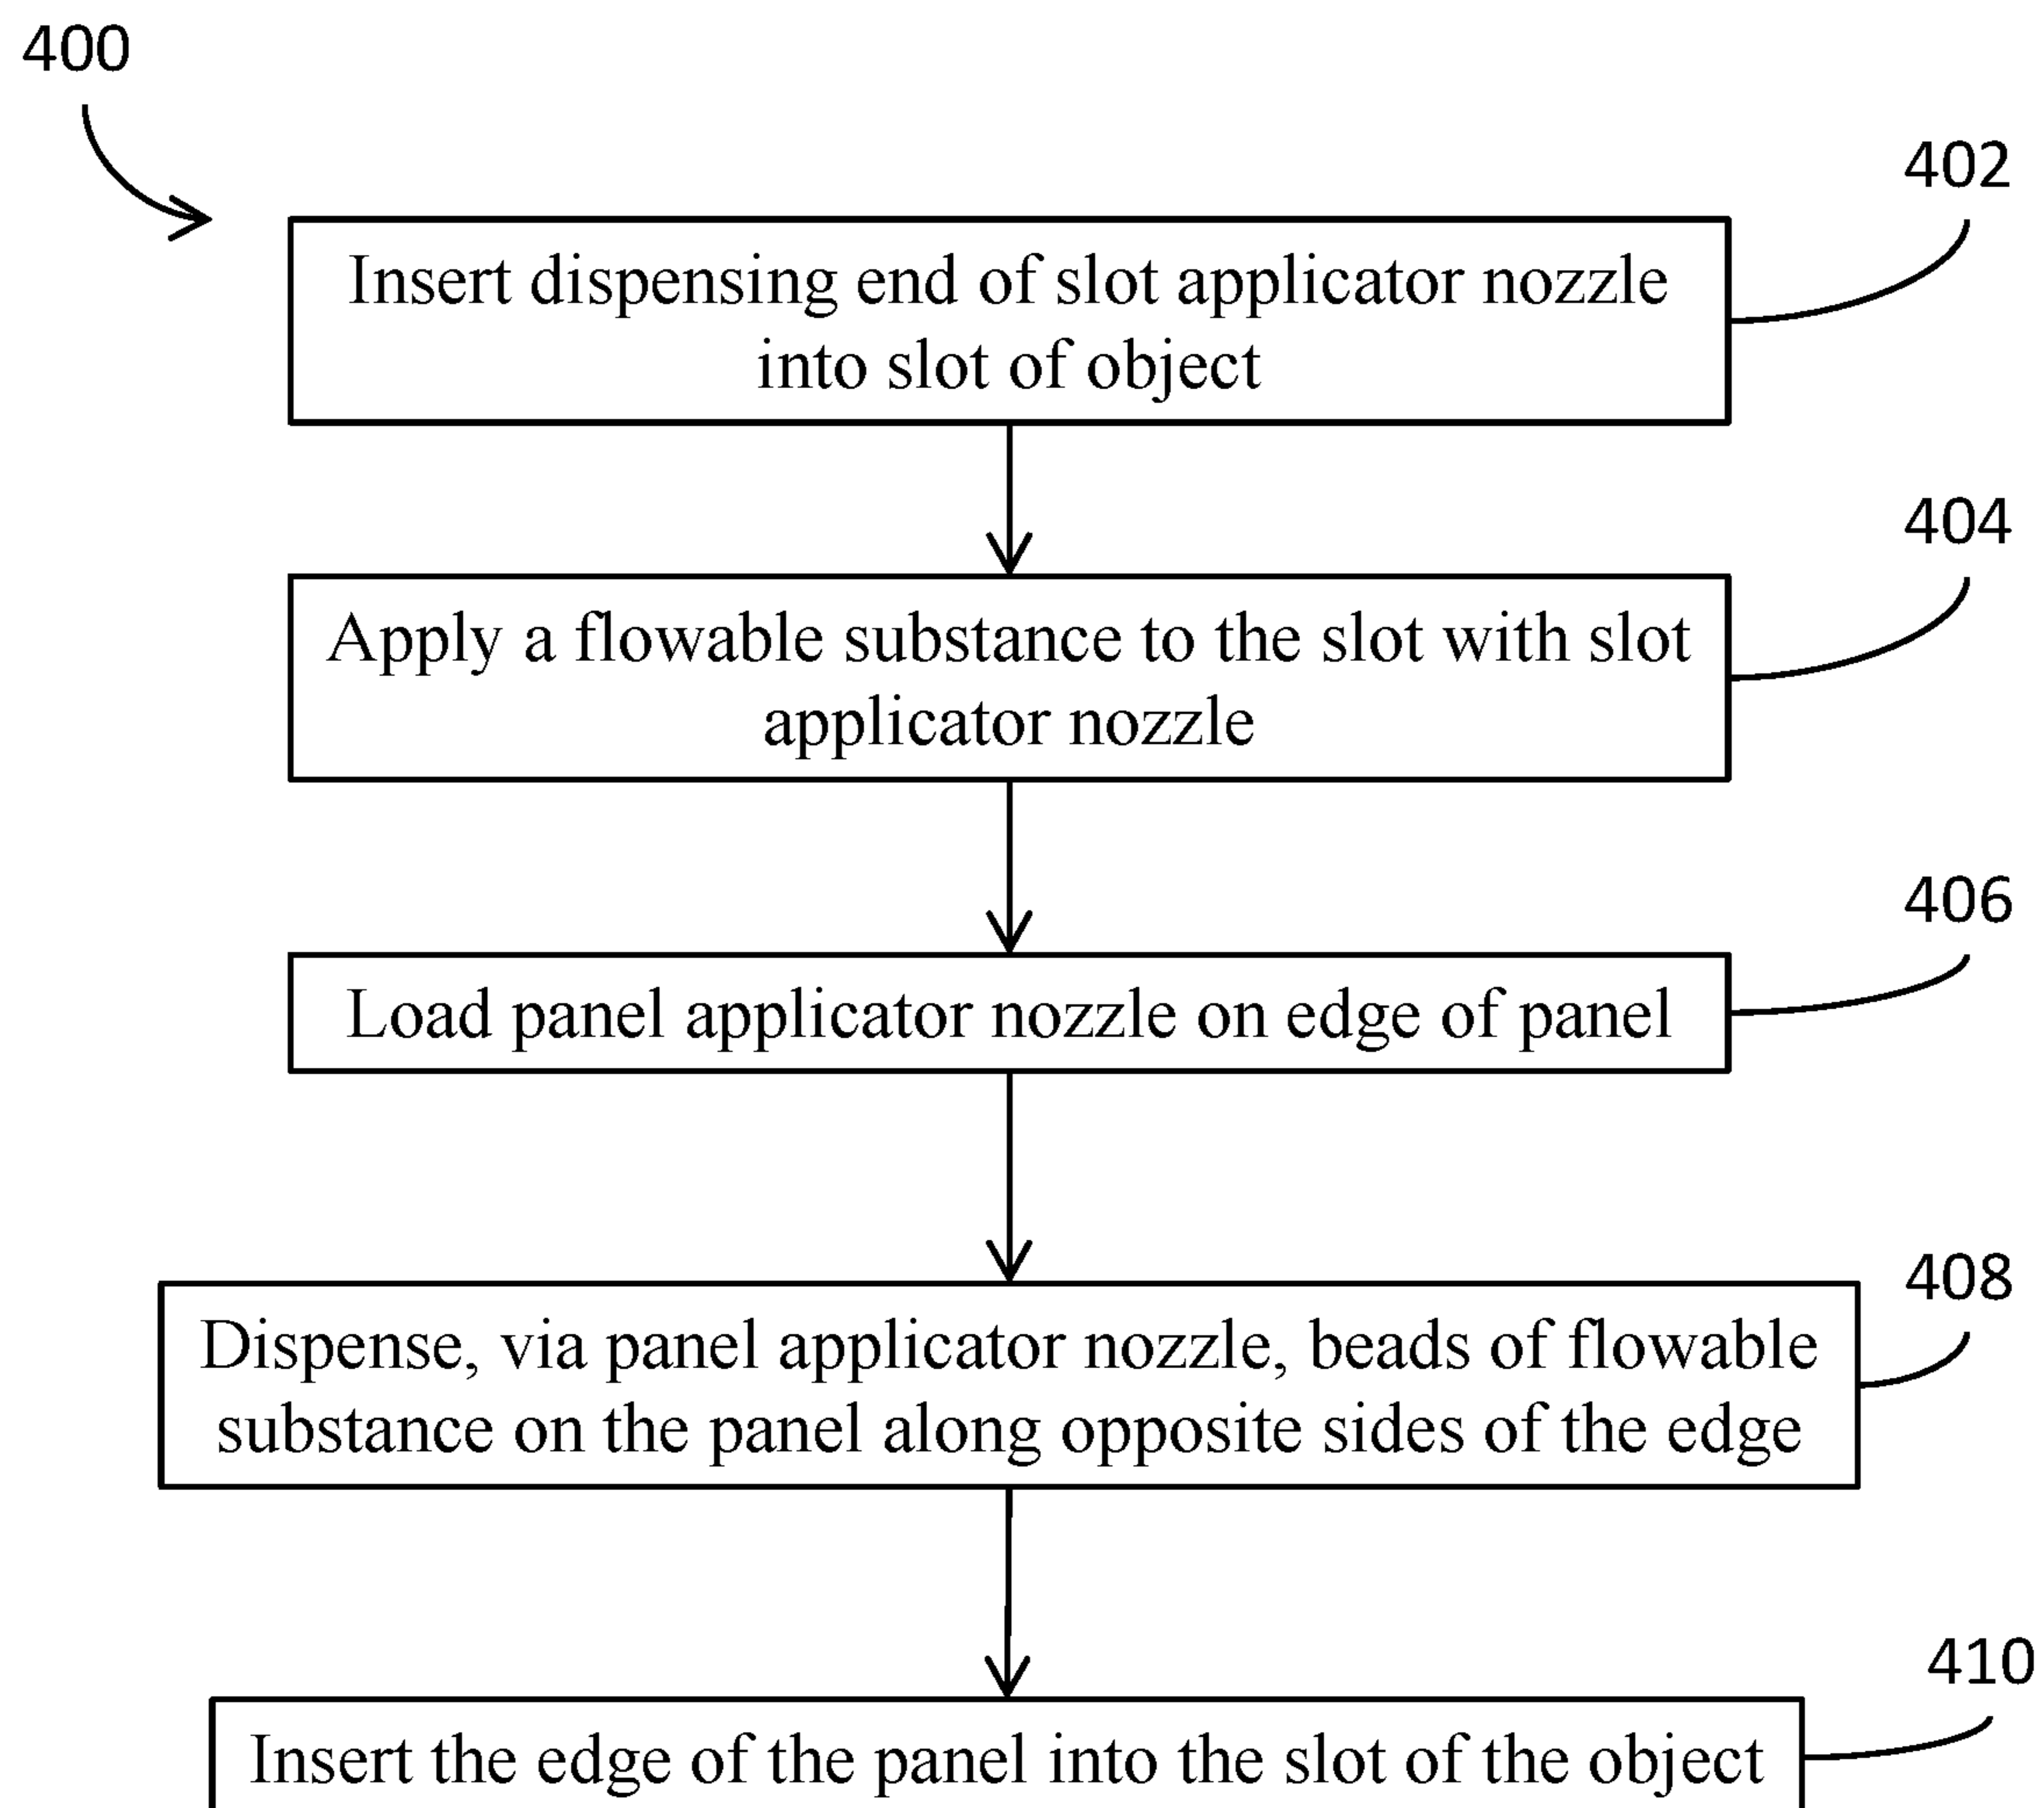 400
402
Insert dispensing end of slot applicator nozzle
into slot of object
404
Apply a flowable substance to the slot with slot
applicator nozzle
406
Load panel applicator nozzle on edge of panel
408
Dispense, via panel applicator nozzle, beads of flowable
substance on the panel along opposite sides of the edge
410
Insert the edge of the panel into the slot of the object